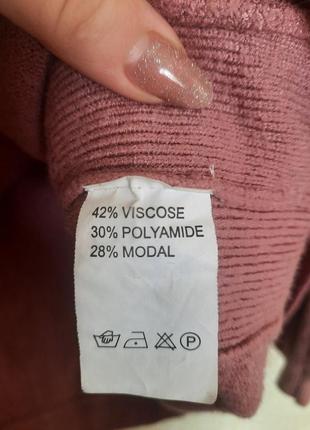 42% VISCOSE
30% POLYAMIDE
28% MODAL